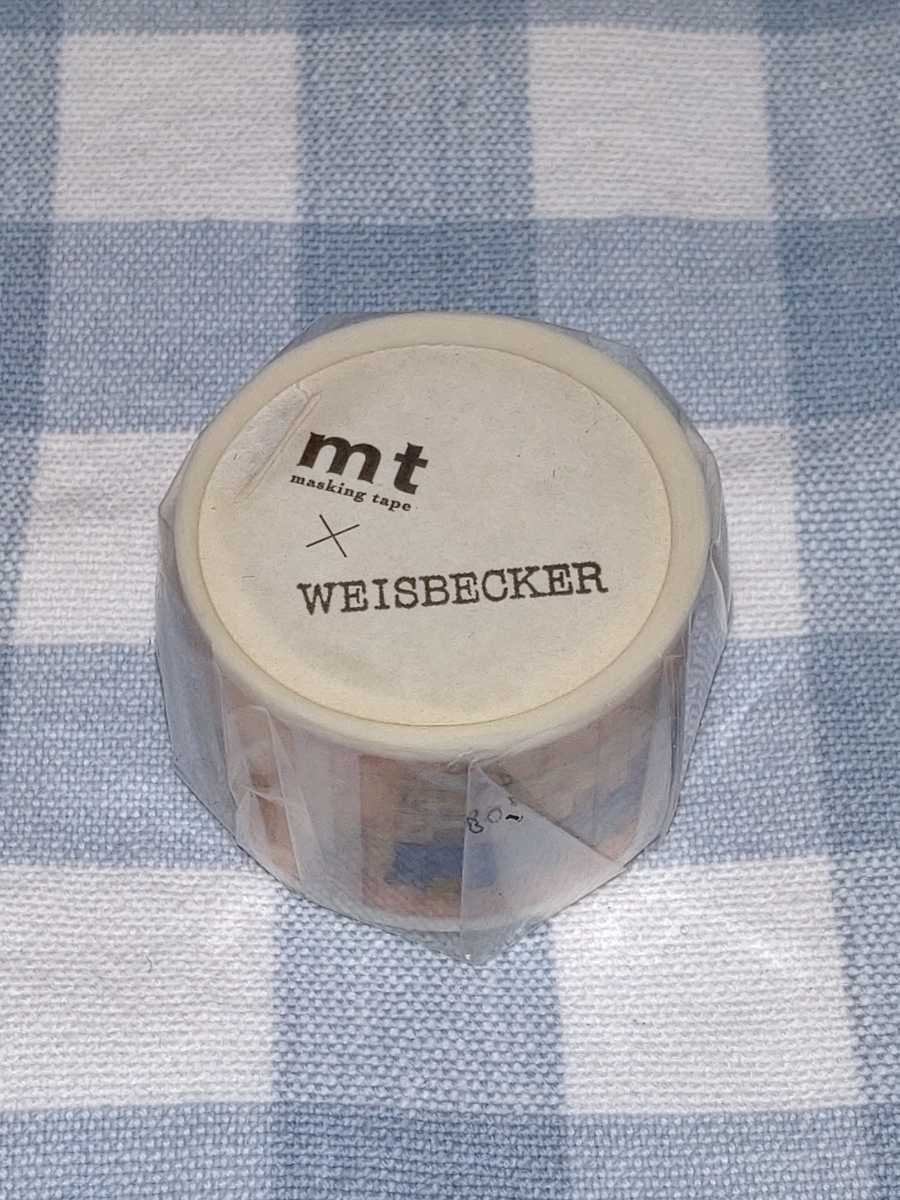 mt
masking tape
×
WEISBECKER